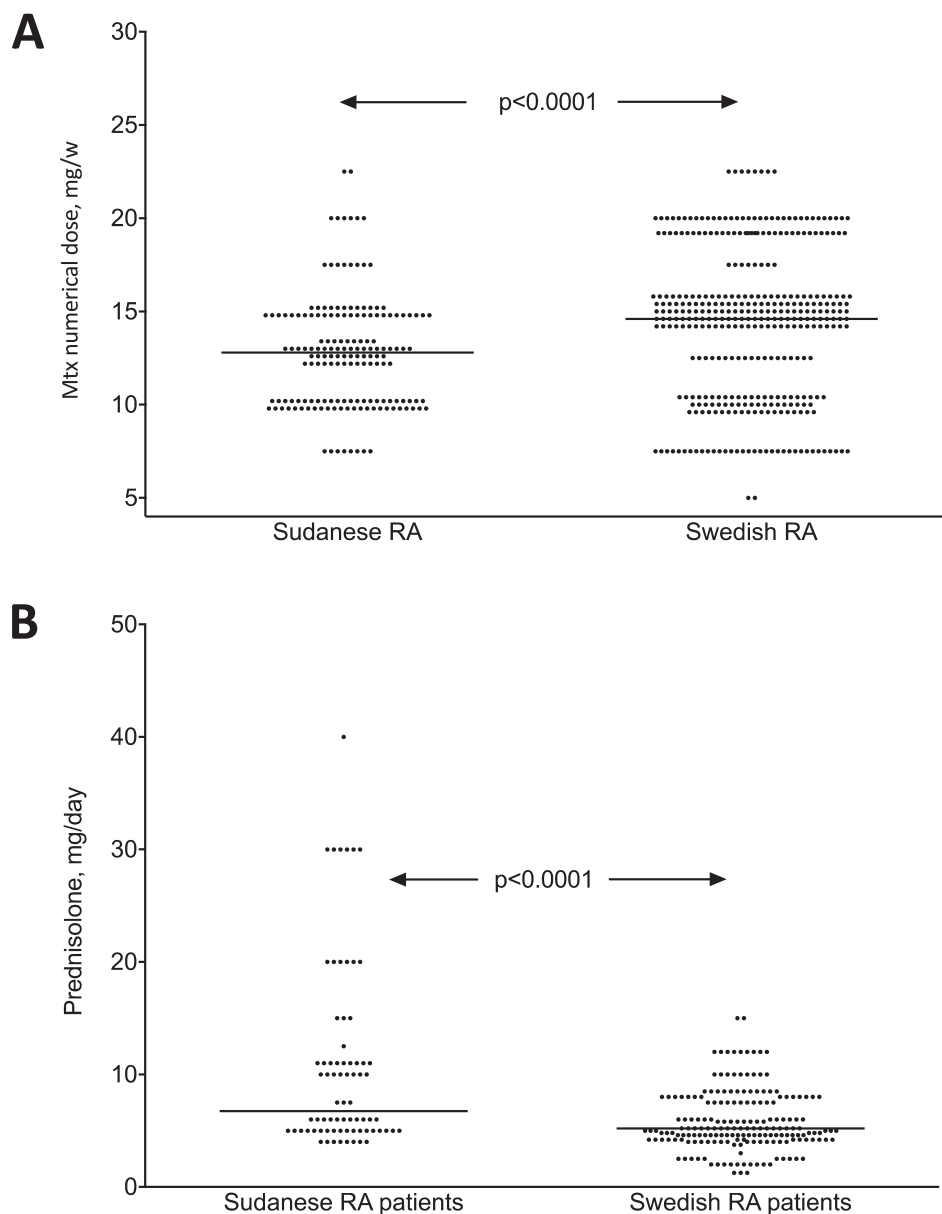 A
30
25
20
15
10
5
Mtx numerical dose, mg/w
p<0.0001
Sudanese RA
Swedish RA
B
50
40
30
20
10
0
Prednisolone, mg/day
p<0.0001
Sudanese RA patients
Swedish RA patients